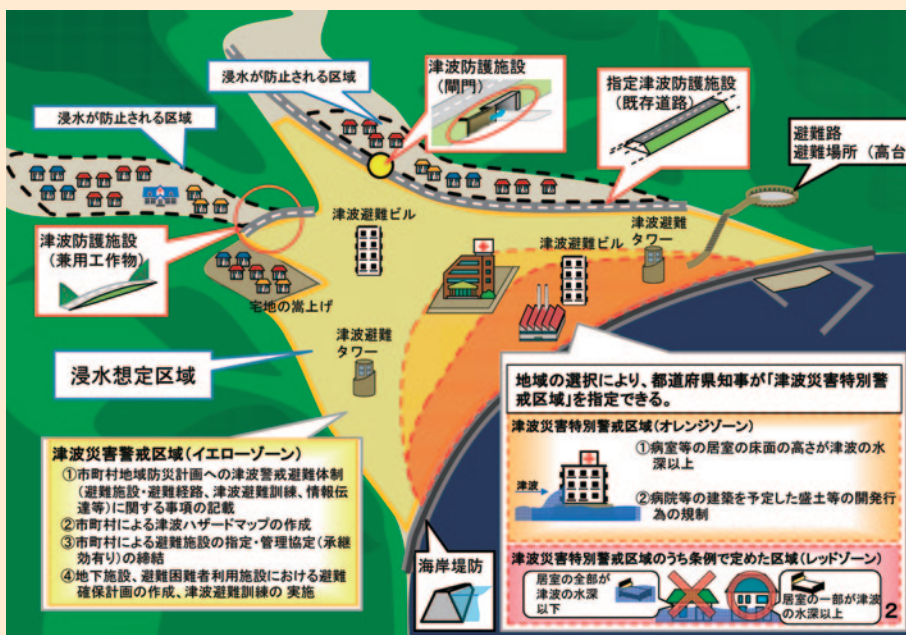 浸水が防止される区域
浸水が防止される区域
津波防護施設
(閘門)
指定津波防護施設
(既存道路)
避難路
避難場所 (高台
津波避難ビル
津波避難ビル
津波避難
タワー
津波防護施設
(兼用工作物)
宅地の嵩上げ
津波避難
タワー
浸水想定区域
津波災害警戒区域(イエローゾーン)
①市町村地域防災計画への津波警戒避難体制
(避難施設・避難経路、津波避難訓練、情報伝
達等)に関する事項の記載
②市町村による津波ハザードマップの作成
③市町村による避難施設の指定・管理協定(承継
効有り)の締結
④地下施設、避難困難者利用施設における避難
確保計画の作成、津波避難訓練の 実施
海岸堤防
地域の選択により、都道府県知事が「津波災害特別警
戒区域」を指定できる。
津波災害特別警戒区域(オレンジゾーン)
①病室等の居室の床面の高さが津波の水
深以上
津波
②病院等の建築を予定した盛土等の開発行
為の規制
津波災害特別警戒区域のうち条例で定めた区域(レッドゾーン)
居室の全部が
津波の水深
以下
居室の一部が津波
の水深以上
2